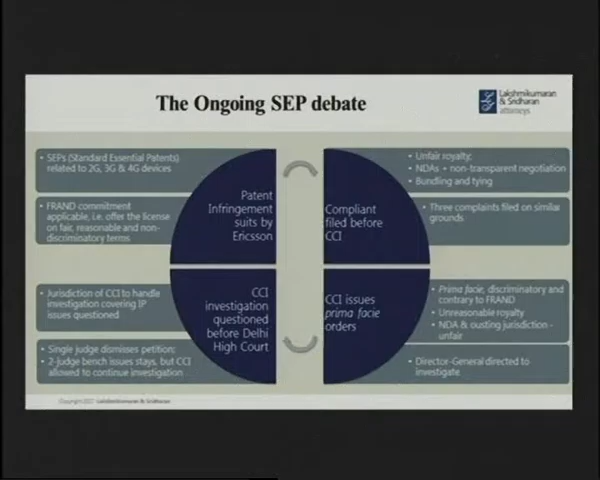 The Ongoing SEP debate
Lakshmikumaran
& Sridharan
attorneys
• SEPs (Standard Essential Patents)
related to 2G, 3G & 4G devices
• FRAND commitment
applicable, i.e. offer the license
on fair, reasonable and non-
discriminatory terms
Patent
Infringement
suits by
Ericsson
Compliant
filed before
CCI
• Unfair royalty;
• NDAs + non-transparent negotiation
• Bundling and tying
• Three complaints filed on similar
grounds
• Jurisdiction of CCI to handle
investigation covering IP
issues questioned
• Single judge dismisses petition;
• 2-judge bench issues stays, but CCI
allowed to continue investigation
CCI
investigation
questioned
before Delhi
High Court
CCI issues
prima facie
orders
• Prima facie, discriminatory and
contrary to FRAND
• Unreasonable royalty
• NDA & ousting jurisdiction -
unfair
• Director-General directed to
investigate
Copyright Lakshmikumaran & Sridharan